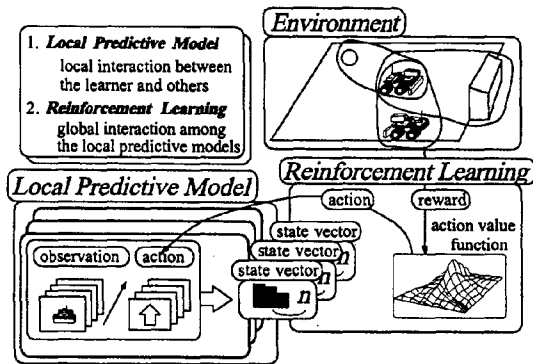 Environment
1. Local Predictive Model
local interaction between
the learner and others
2. Reinforcement Learning
global interaction among
the local predictive models
Local Predictive Model
Reinforcement Learning
action
reward
action value
function
state vector
state vector
state vector
n
n
n
observation
action